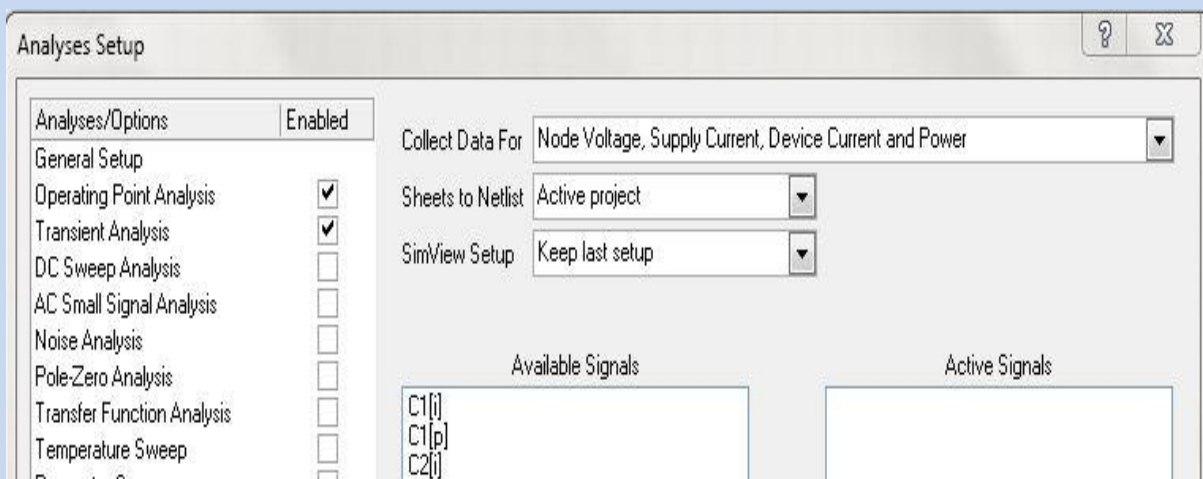 Analyses Setup
Analyses/Options Enabled
General Setup
Operating Point Analysis
Transient Analysis
DC Sweep Analysis
AC Small Signal Analysis
Noise Analysis
Pole-Zero Analysis
Transfer Function Analysis
Temperature Sweep
Collect Data For Node Voltage, Supply Current, Device Current and Power
Sheets to Netlist Active project
SimView Setup Keep last setup
Available Signals
C1[i]
C1[p]
C2[i]
Active Signals